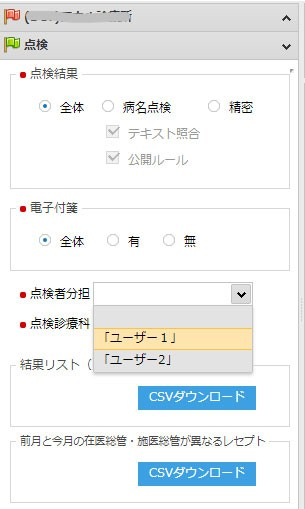 診療所
点検
点検結果
全体 病名点検 精密
テキスト照合
公開ルール
電子付箋
全体 有 無
点検者分担
点検診療科
「ユーザー１」
「ユーザー2」
結果リスト（
CSVダウンロード
前月と今月の在医総管・施医総管が異なるレセプト
CSVダウンロード